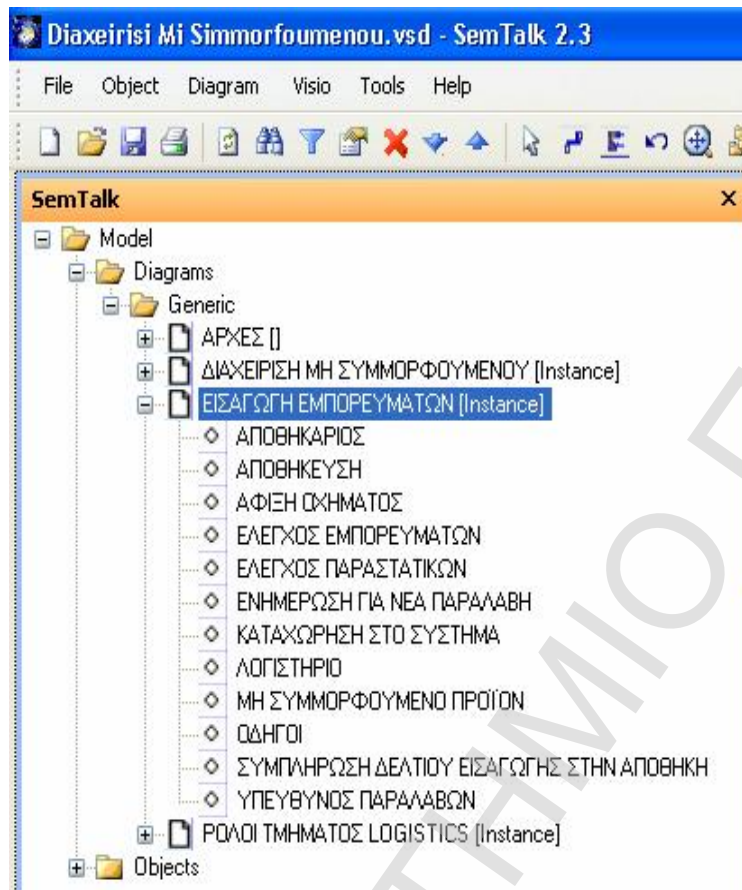 Diaxeirisi Mi Simmorfoumenou.vsd - SemTalk 2.3
File Object Diagram Visio Tools Help
SemTalk
Model
Diagrams
Generic
ΑΡΧΕΣ []
ΔΙΑΧΕΙΡΙΣΗ ΜΗ ΣΥΜΜΟΡΦΟΥΜΕΝΟΥ [Instance]
ΕΙΣΑΓΩΓΗ ΕΜΠΟΡΕΥΜΑΤΩΝ [Instance]
ΑΠΟΘΗΚΑΡΙΟΣ
ΑΠΟΘΗΚΕΥΣΗ
ΑΦΙΞΗ ΟΧΗΜΑΤΟΣ
ΕΛΕΓΧΟΣ ΕΜΠΟΡΕΥΜΑΤΩΝ
ΕΛΕΓΧΟΣ ΠΑΡΑΣΤΑΤΙΚΩΝ
ΕΝΗΜΕΡΩΣΗ ΓΙΑ ΝΕΑ ΠΑΡΑΛΑΒΗ
ΚΑΤΑΧΩΡΗΣΗ ΣΤΟ ΣΥΣΤΗΜΑ
ΛΟΓΙΣΤΗΡΙΟ
ΜΗ ΣΥΜΜΟΡΦΟΥΜΕΝΟ ΠΡΟΪΟΝ
ΟΔΗΓΟΙ
ΣΥΜΠΛΗΡΩΣΗ ΔΕΛΤΙΟΥ ΕΙΣΑΓΩΓΗΣ ΣΤΗΝ ΑΠΟΘΗΚΗ
ΥΠΕΥΘΥΝΟΣ ΠΑΡΑΛΑΒΩΝ
ΡΟΛΟΙ ΤΜΗΜΑΤΟΣ LOGISTICS [Instance]
Objects